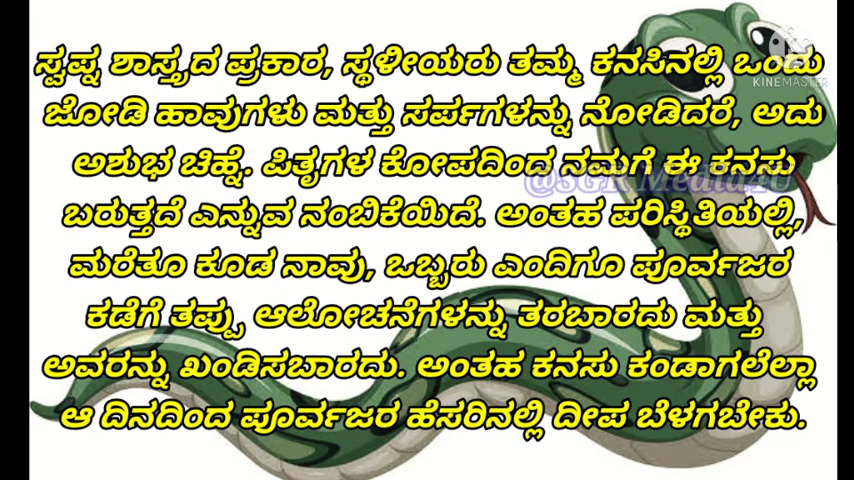 ಸ್ವಪ್ನ ಶಾಸ್ತ್ರದ ಪ್ರಕಾರ, ಸ್ಥಳೀಯರು ತಮ್ಮ ಕನಸಿನಲ್ಲಿ ಒಂದು
KINEMASTER
ಜೋಡಿ ಹಾವುಗಳು ಮತ್ತು ಸರ್ಪಗಳನ್ನು ನೋಡಿದರೆ, ಅದು
ಅಶುಭ ಚಿಹ್ನೆ. ಪಿತೃಗಳ ಕೋಪದಿಂದ ನಮಗೆ ಈ ಕನಸು
ಬರುತ್ತದೆ ಎನ್ನುವ ನಂಬಿಕೆಯಿದೆ. ಅಂತಹ ಪರಿಸ್ಥಿತಿಯಲ್ಲಿ,
ಮರೆತೂ ಕೂಡ ನಾವು, ಒಬ್ಬರು ಎಂದಿಗೂ ಪೂರ್ವಜರ
ಕಡೆಗೆ ತಪ್ಪು ಆಲೋಚನೆಗಳನ್ನು ತರಬಾರದು ಮತ್ತು
ಅವರನ್ನು ಖಂಡಿಸಬಾರದು. ಅಂತಹ ಕನಸು ಕಂಡಾಗಲೆಲ್ಲಾ
ಆ ದಿನದಿಂದ ಪೂರ್ವಜರ ಹೆಸರಿನಲ್ಲಿ ದೀಪ ಬೆಳಗಬೇಕು.